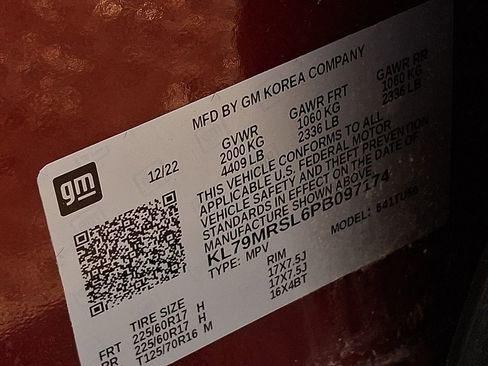 MFD BY GM KOREA COMPANY
gm
12/22
GVWR
2000 KG
4409 LB
GAWR FRT
1060 KG
2336 LB
GAWR RR
1060 KG
2336 LB
THIS VEHICLE CONFORMS TO ALL
APPLICABLE U.S. FEDERAL MOTOR
VEHICLE SAFETY AND THEFT PREVENTION
STANDARDS IN EFFECT ON THE DATE OF
MANUFACTURE SHOWN ABOVE.
KL79MRSL6PB097174
TYPE: MPV
MODEL:
TIRE SIZE
RIM
FRT 225/60R17 H 17X7.5J
RR 225/60R17 H 17X7.5J
T125/70R16 M 16X4BT